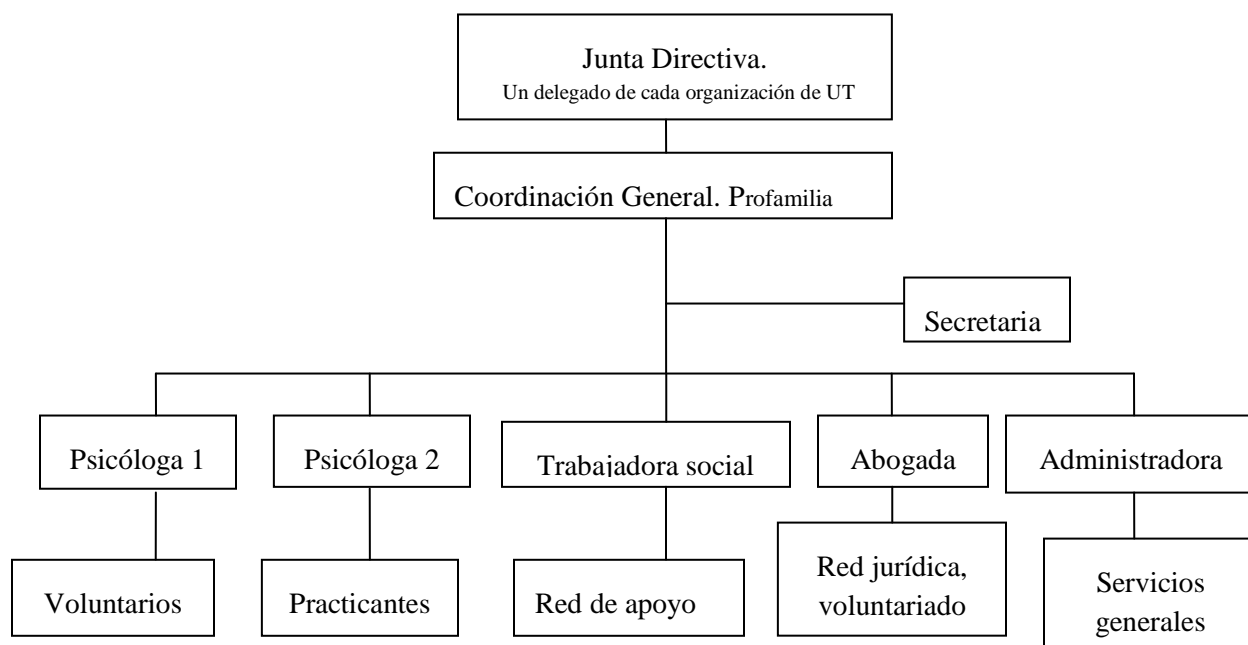 Junta Directiva.
Un delegado de cada organización de UT
Coordinación General. Profamilia
Secretaria
Psicóloga 1
Psicóloga 2
Trabajadora social
Abogada
Administradora
Voluntarios
Practicantes
Red de apoyo
Red jurídica,
voluntariado
Servicios
generales